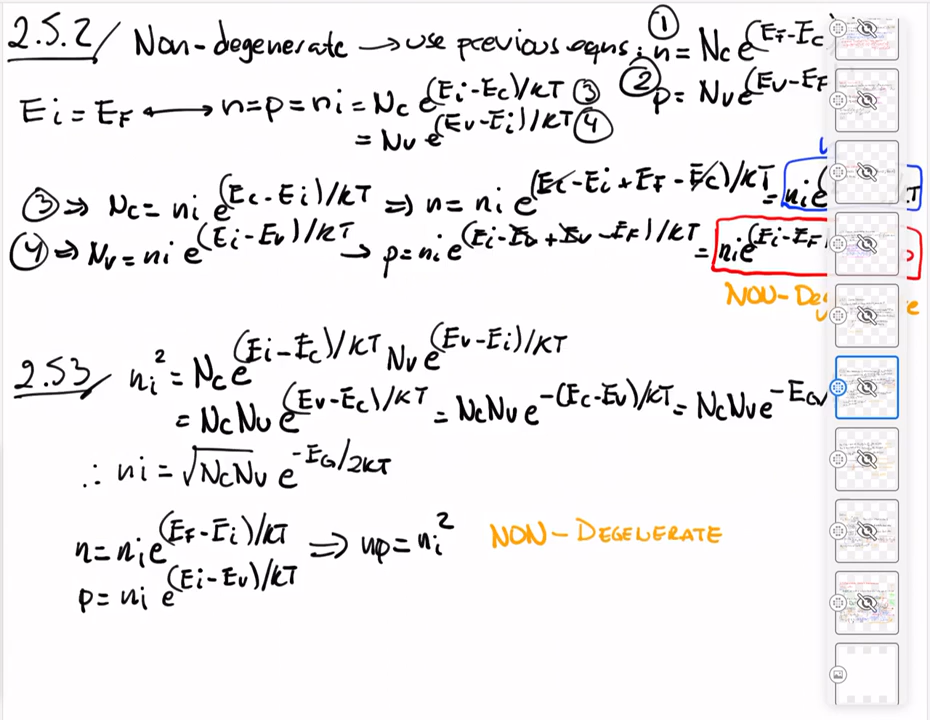 2.5.2/ Non-degenerate → use previous eqns: ① n = Nc e^(EF-Ec
Ei = EF ⟷ n=p=ni = Nc e^(Ei-Ec)/KT ③ ② p = Nv e^(Ev-EF
= Nv e^(Ev-Ei)/KT ④
③ ⇒ Nc = ni e^(Ec-Ei)/KT ⇒ n = ni e^(Ec-Ei+EF-Ec)/KT = ni e^( T
④ ⇒ Nv = ni e^(Ei-Ev)/KT → p = ni e^(Ei-Ev+Ev-EF)/KT = ni e^(Ei-EF
NON-De e
2.53/ ni² = Nc e^(Ei-Ec)/KT Nv e^(Ev-Ei)/KT
= NcNv e^(Ev-Ec)/KT = NcNv e^-(Ec-Ev)/KT = NcNv e^-EG/
∴ ni = √NcNv e^-EG/2KT
n = ni e^(EF-Ei)/KT ⇒ np = ni² NON-DEGELERATE
p = ni e^(Ei-Ev)/KT